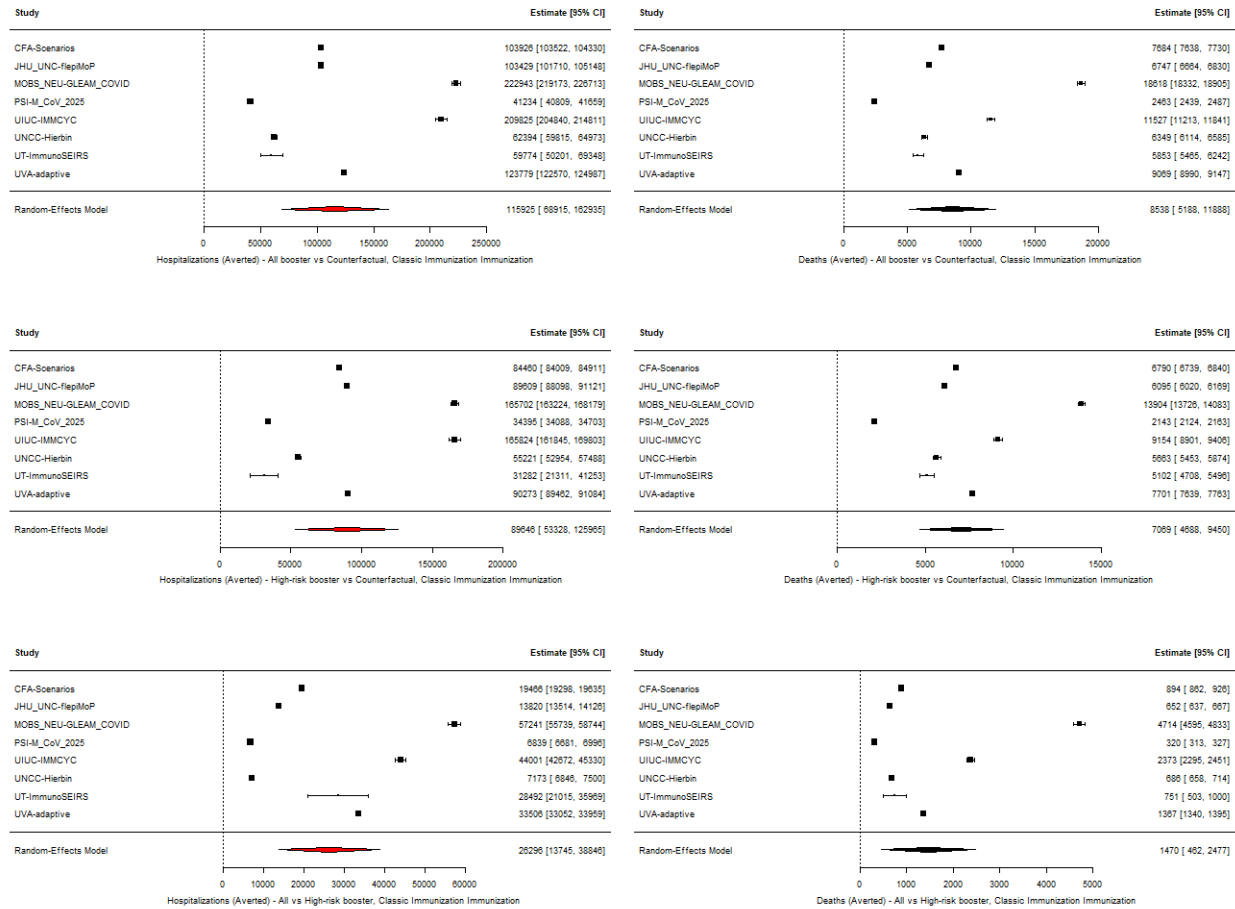 Study Estimate [95% CI]
CFA-Scenarios 103926 [103522, 104330]
JHU_UNC-flepiMoP 103429 [101710, 105148]
MOBS_NEU-GLEAM_COVID 222943 [219173, 226713]
PSI-M_CoV_2025 41234 [ 40809, 41659]
UIUC-IMMCYC 209825 [204840, 214811]
UNCC-Hierbin 62394 [ 59815, 64973]
UT-ImmunoSEIRS 59774 [ 50201, 69348]
UVA-adaptive 123779 [122570, 124987]
Random-Effects Model 115925 [ 68915, 162935]
0 50000 100000 150000 200000 250000
Hospitalizations (Averted) - All booster vs Counterfactual, Classic Immunization Immunization
Study Estimate [95% CI]
CFA-Scenarios 7684 [ 7638, 7730]
JHU_UNC-flepiMoP 6747 [ 6664, 6830]
MOBS_NEU-GLEAM_COVID 18618 [18332, 18905]
PSI-M_CoV_2025 2463 [ 2439, 2487]
UIUC-IMMCYC 11527 [11213, 11841]
UNCC-Hierbin 6349 [ 6114, 6585]
UT-ImmunoSEIRS 5853 [ 5465, 6242]
UVA-adaptive 9069 [ 8990, 9147]
Random-Effects Model 8538 [ 5188, 11888]
0 5000 10000 15000 20000
Deaths (Averted) - All booster vs Counterfactual, Classic Immunization Immunization
Study Estimate [95% CI]
CFA-Scenarios 84460 [ 84009, 84911]
JHU_UNC-flepiMoP 89609 [ 88098, 91121]
MOBS_NEU-GLEAM_COVID 165702 [163224, 168179]
PSI-M_CoV_2025 34395 [ 34088, 34703]
UIUC-IMMCYC 165824 [161845, 169803]
UNCC-Hierbin 55221 [ 52954, 57488]
UT-ImmunoSEIRS 31282 [ 21311, 41253]
UVA-adaptive 90273 [ 89462, 91084]
Random-Effects Model 89646 [ 53328, 125965]
0 50000 100000 150000 200000
Hospitalizations (Averted) - High-risk booster vs Counterfactual, Classic Immunization Immunization
Study Estimate [95% CI]
CFA-Scenarios 6790 [ 6739, 6840]
JHU_UNC-flepiMoP 6095 [ 6020, 6169]
MOBS_NEU-GLEAM_COVID 13904 [13726, 14083]
PSI-M_CoV_2025 2143 [ 2124, 2163]
UIUC-IMMCYC 9154 [ 8901, 9406]
UNCC-Hierbin 5663 [ 5453, 5874]
UT-ImmunoSEIRS 5102 [ 4708, 5496]
UVA-adaptive 7701 [ 7639, 7763]
Random-Effects Model 7069 [ 4688, 9450]
0 5000 10000 15000
Deaths (Averted) - High-risk booster vs Counterfactual, Classic Immunization Immunization
Study Estimate [95% CI]
CFA-Scenarios 19466 [19298, 19635]
JHU_UNC-flepiMoP 13820 [13514, 14126]
MOBS_NEU-GLEAM_COVID 57241 [55739, 58744]
PSI-M_CoV_2025 6839 [ 6681, 6996]
UIUC-IMMCYC 44001 [42672, 45330]
UNCC-Hierbin 7173 [ 6846, 7500]
UT-ImmunoSEIRS 28492 [21015, 35969]
UVA-adaptive 33506 [33052, 33959]
Random-Effects Model 26296 [13745, 38846]
0 10000 20000 30000 40000 50000 60000
Hospitalizations (Averted) - All vs High-risk booster, Classic Immunization Immunization
Study Estimate [95% CI]
CFA-Scenarios 894 [ 862, 926]
JHU_UNC-flepiMoP 652 [ 637, 667]
MOBS_NEU-GLEAM_COVID 4714 [4595, 4833]
PSI-M_CoV_2025 320 [ 313, 327]
UIUC-IMMCYC 2373 [2295, 2451]
UNCC-Hierbin 686 [ 658, 714]
UT-ImmunoSEIRS 751 [ 503, 1000]
UVA-adaptive 1367 [1340, 1395]
Random-Effects Model 1470 [ 462, 2477]
0 1000 2000 3000 4000 5000
Deaths (Averted) - All vs High-risk booster, Classic Immunization Immunization